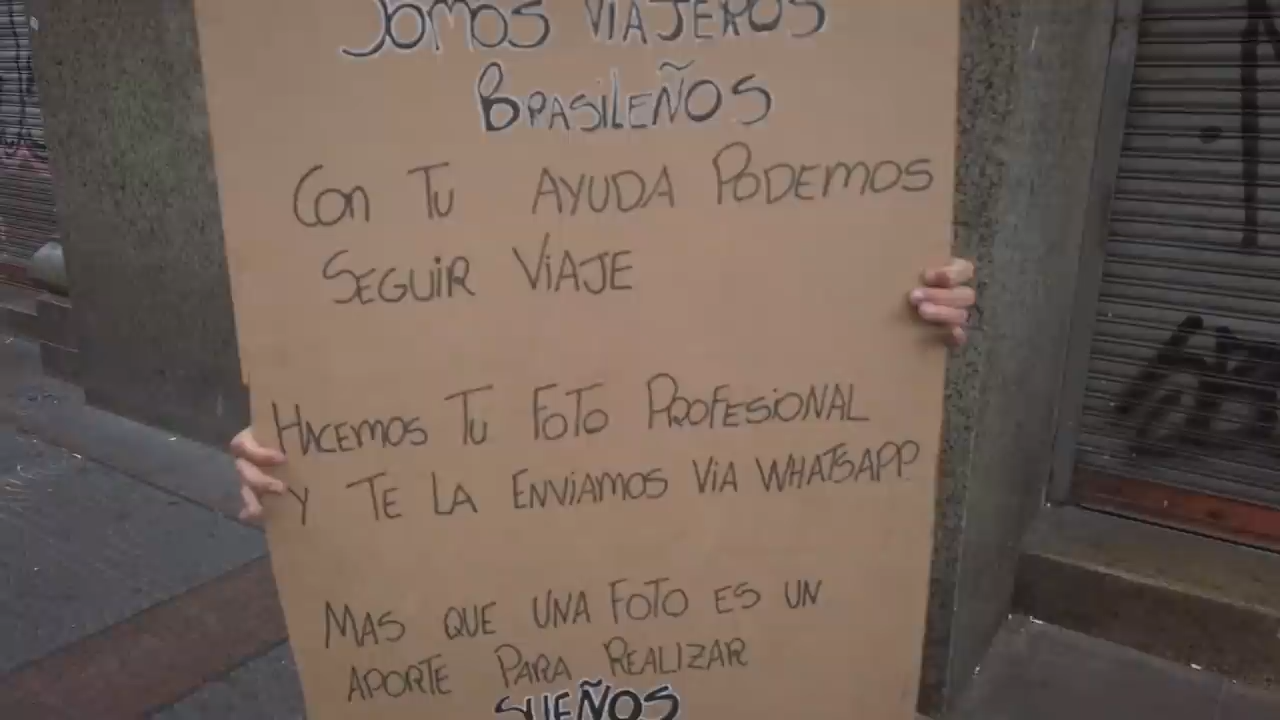 SOMOS VIAJEROS
BRASILEÑOS
CON TU AYUDA PODEMOS
SEGUIR VIAJE
HACEMOS TU FOTO PROFESIONAL
Y TE LA ENVIAMOS VIA WHATSAPP
MAS QUE UNA FOTO ES UN
APORTE PARA REALIZAR
SUEÑOS